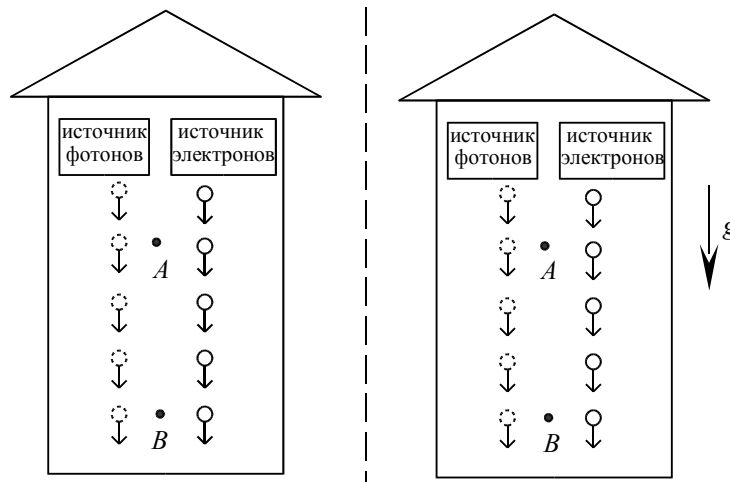 источник
фотонов
источник
электронов
A
B
источник
фотонов
источник
электронов
A
B
g